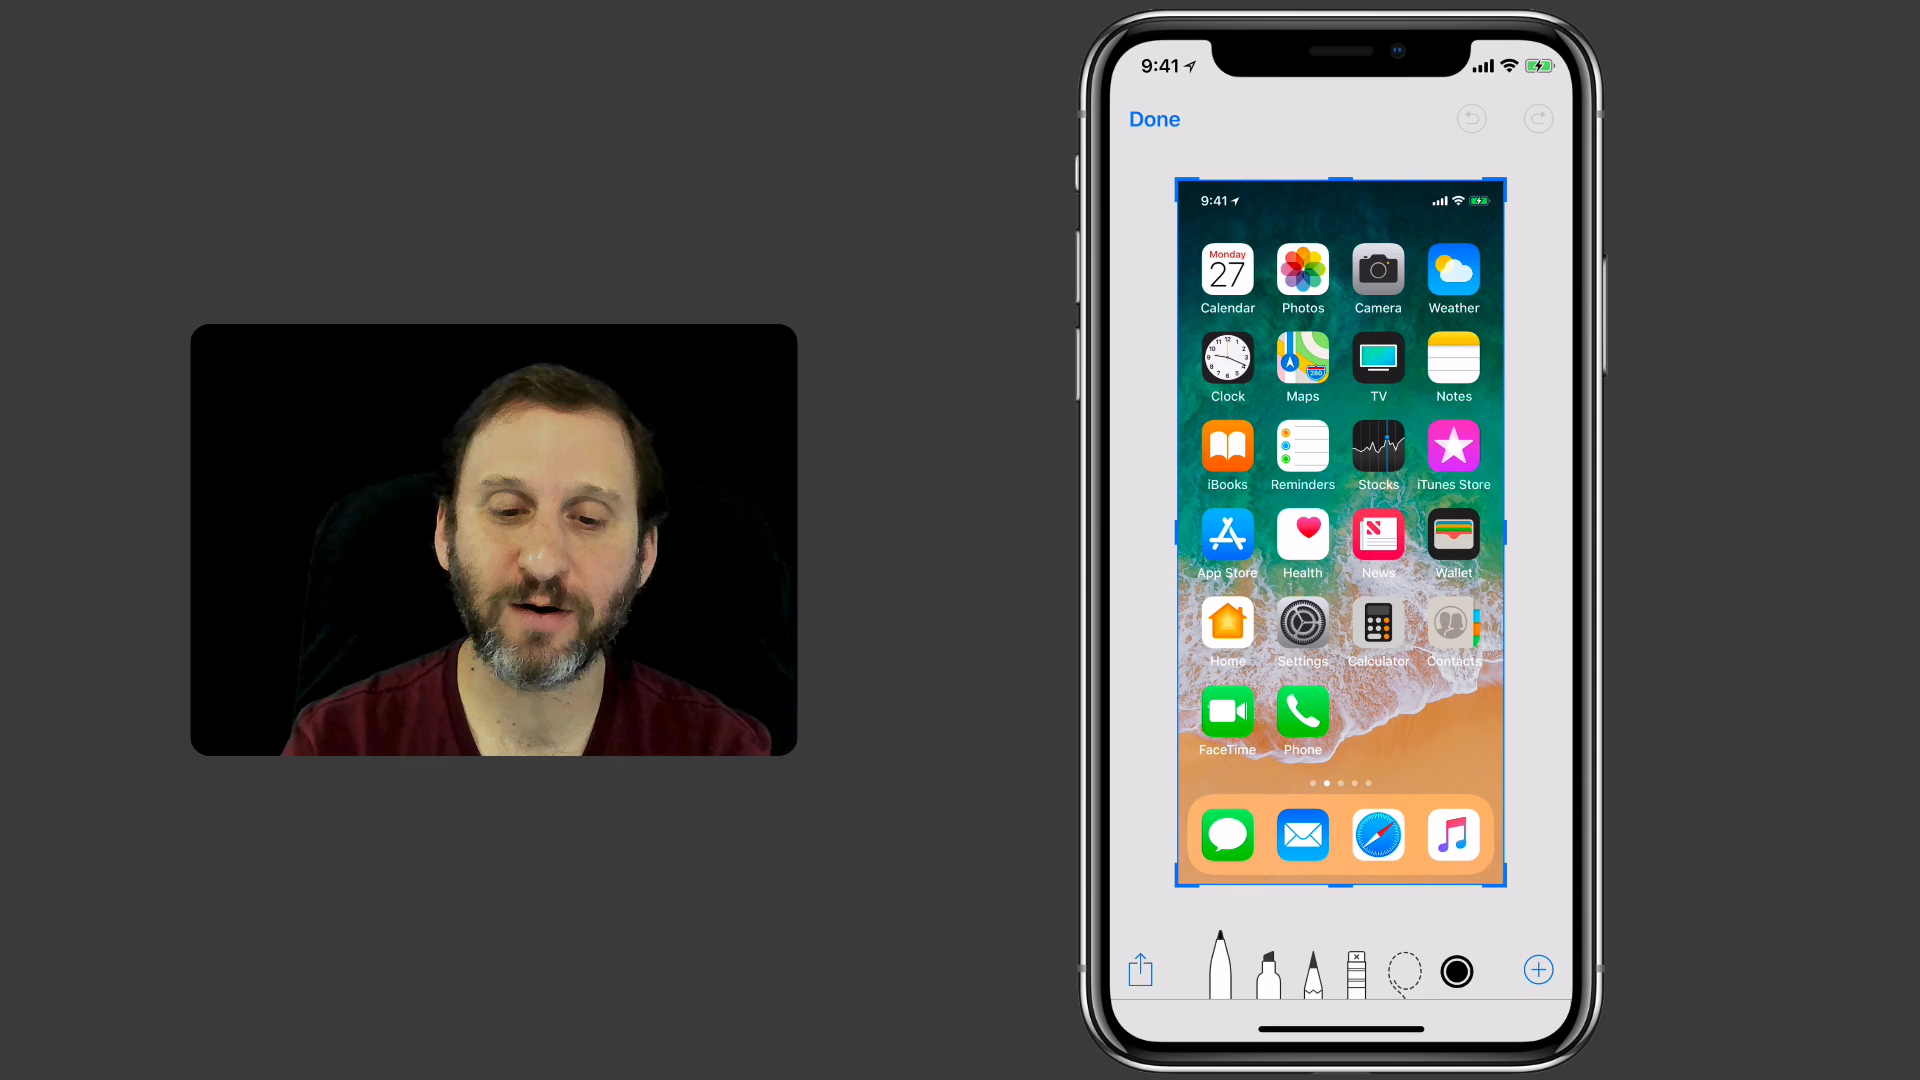 9:41
Done
9:41
Monday
27
Calendar Photos Camera Weather
Clock Maps TV Notes
iBooks Reminders Stocks iTunes Store
App Store Health News Wallet
Home Settings Calculator Contacts
FaceTime Phone